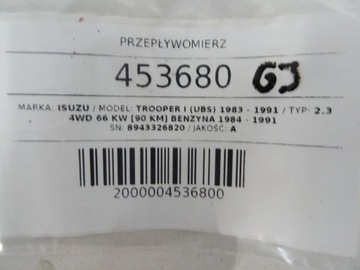 PRZEPŁYWOMIERZ
453680 GJ
MARKA: ISUZU / MODEL: TROOPER I (UBS) 1983 - 1991 / TYP: 2.3
4WD 66 KW [90 KM] BENZYNA 1984 - 1991
SN: 8943326820 / JAKOŚĆ: A
2000004536800